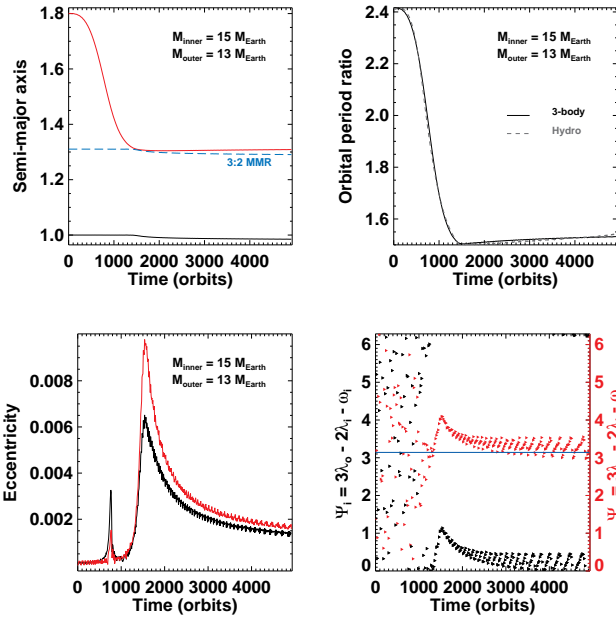 M_inner = 15 M_Earth
M_outer = 13 M_Earth
Semi-major axis
1.8
1.6
1.4
1.2
1.0
3:2 MMR
0 1000 2000 3000 4000
Time (orbits)
M_inner = 15 M_Earth
M_outer = 13 M_Earth
Orbital period ratio
2.4
2.2
2.0
1.8
1.6
3-body
Hydro
0 1000 2000 3000 4000
Time (orbits)
M_inner = 15 M_Earth
M_outer = 13 M_Earth
Eccentricity
0.008
0.006
0.004
0.002
0 1000 2000 3000 4000
Time (orbits)
Ψ_i = 3λ_o - 2λ_i - ω_i
6
5
4
3
2
1
0
6
5
4
3
2
1
0
0 1000 2000 3000 4000
Time (orbits)